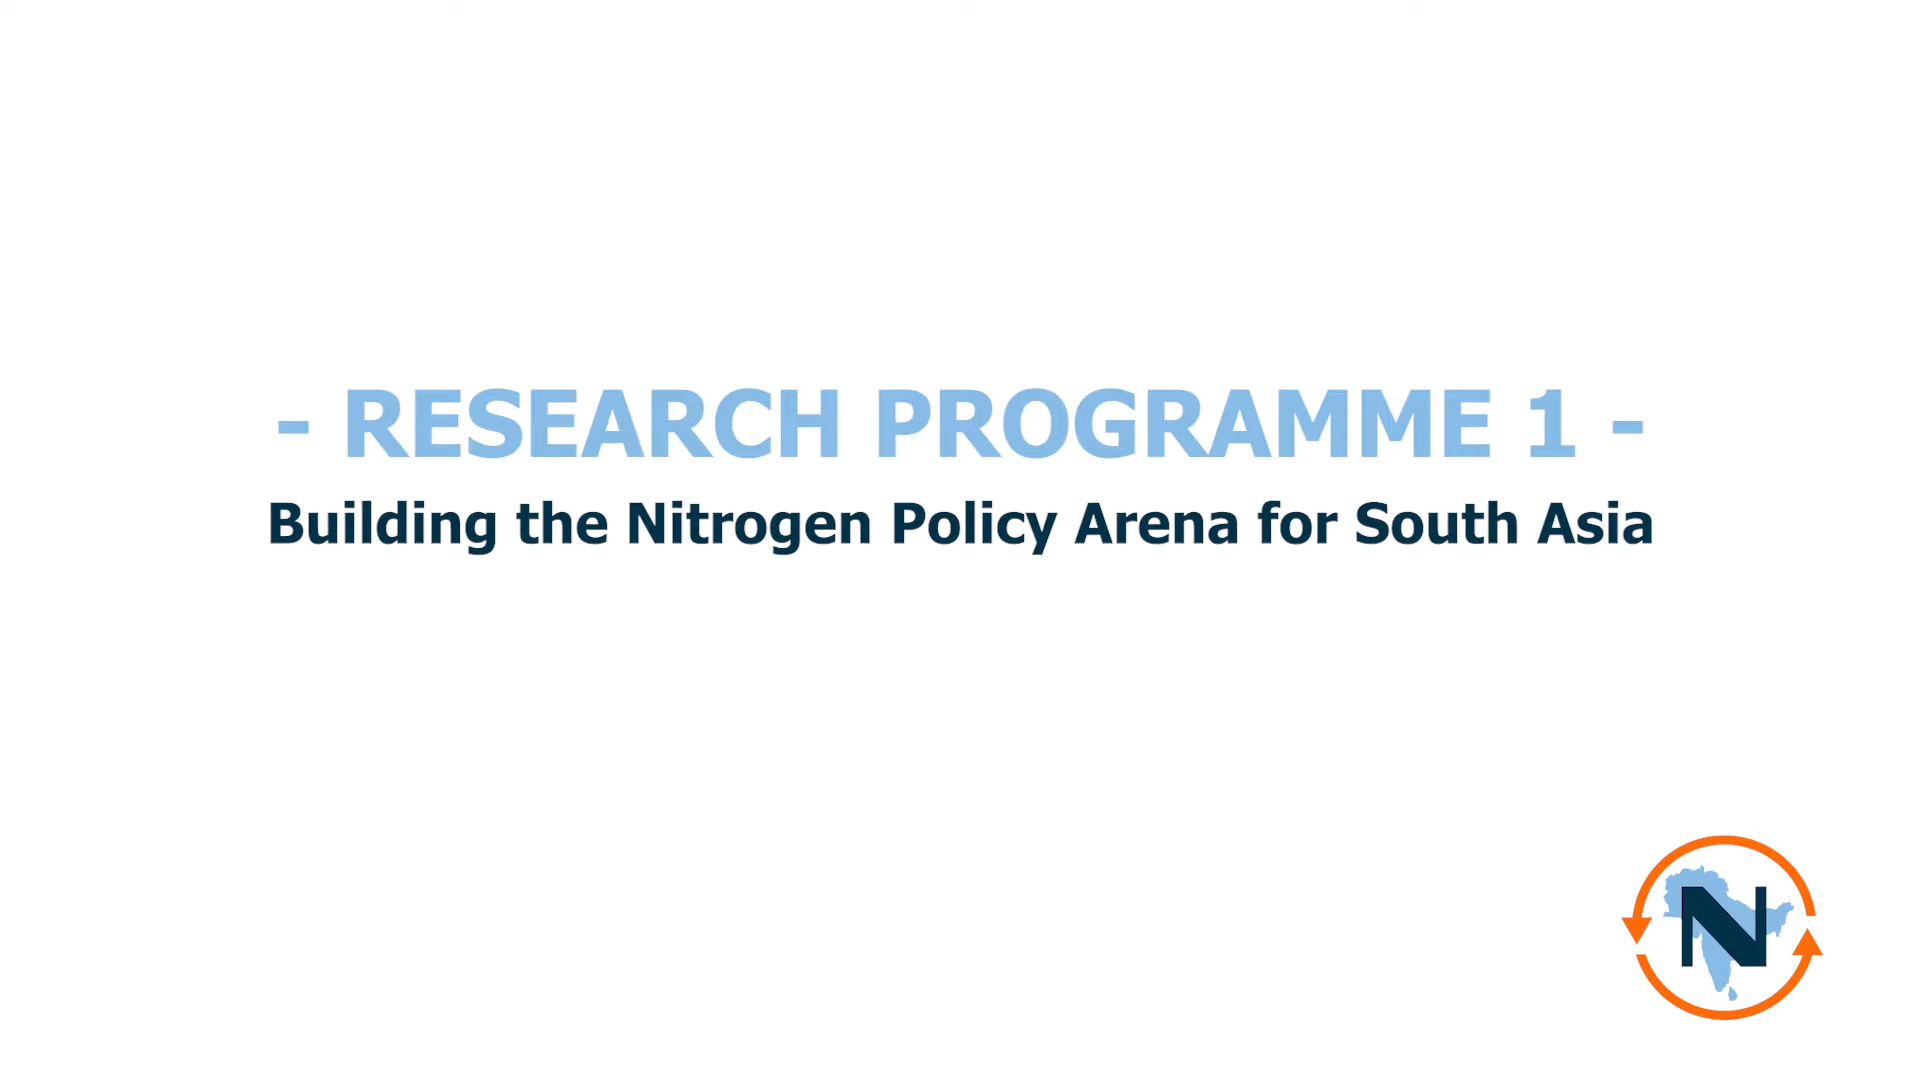 - RESEARCH PROGRAMME 1 -
Building the Nitrogen Policy Arena for South Asia
N